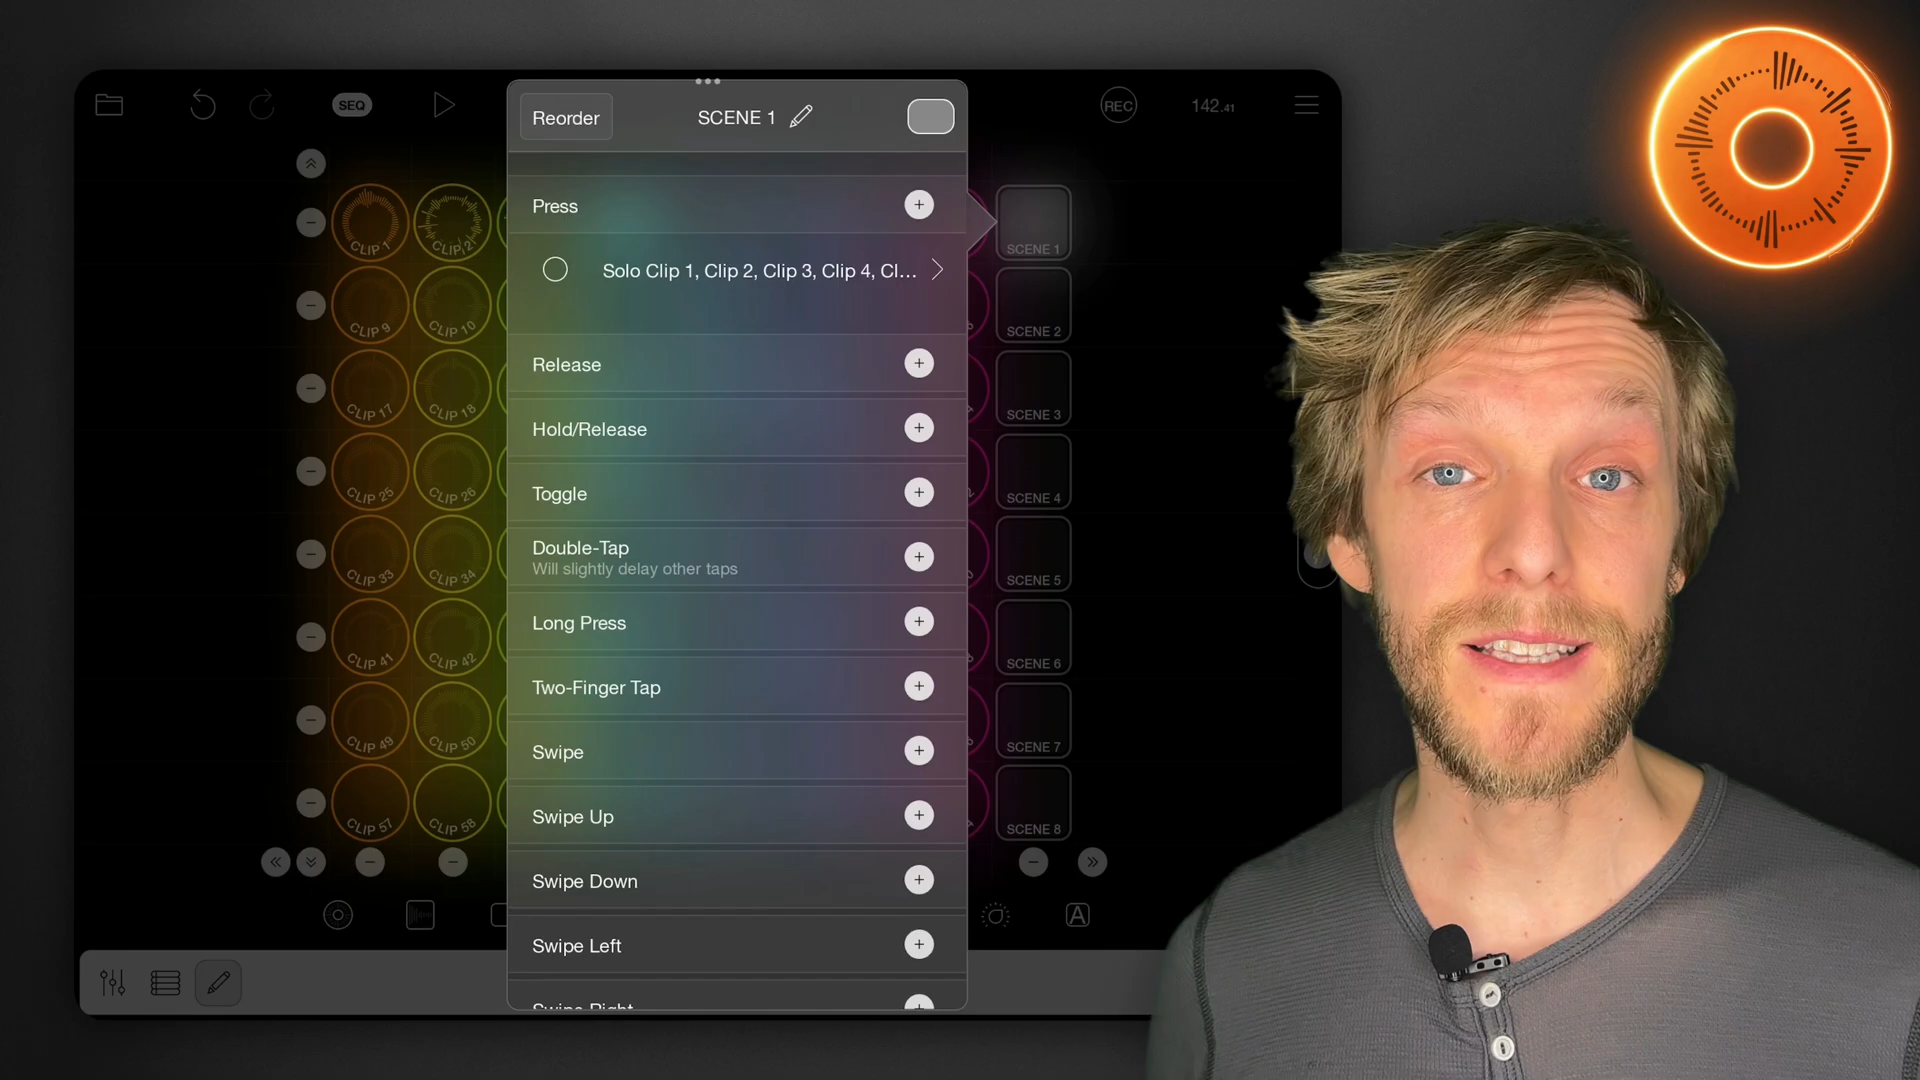 SEQ
REC
142.41
Reorder
SCENE 1
Press
Solo Clip 1, Clip 2, Clip 3, Clip 4, Cl...
Release
Hold/Release
Toggle
Double-Tap
Will slightly delay other taps
Long Press
Two-Finger Tap
Swipe
Swipe Up
Swipe Down
Swipe Left
Swipe Right
CLIP 1
CLIP 2
SCENE 1
CLIP 9
CLIP 10
SCENE 2
CLIP 17
CLIP 18
SCENE 3
CLIP 25
CLIP 26
SCENE 4
CLIP 33
CLIP 34
SCENE 5
CLIP 41
CLIP 42
SCENE 6
CLIP 49
CLIP 50
SCENE 7
CLIP 57
CLIP 58
SCENE 8
A